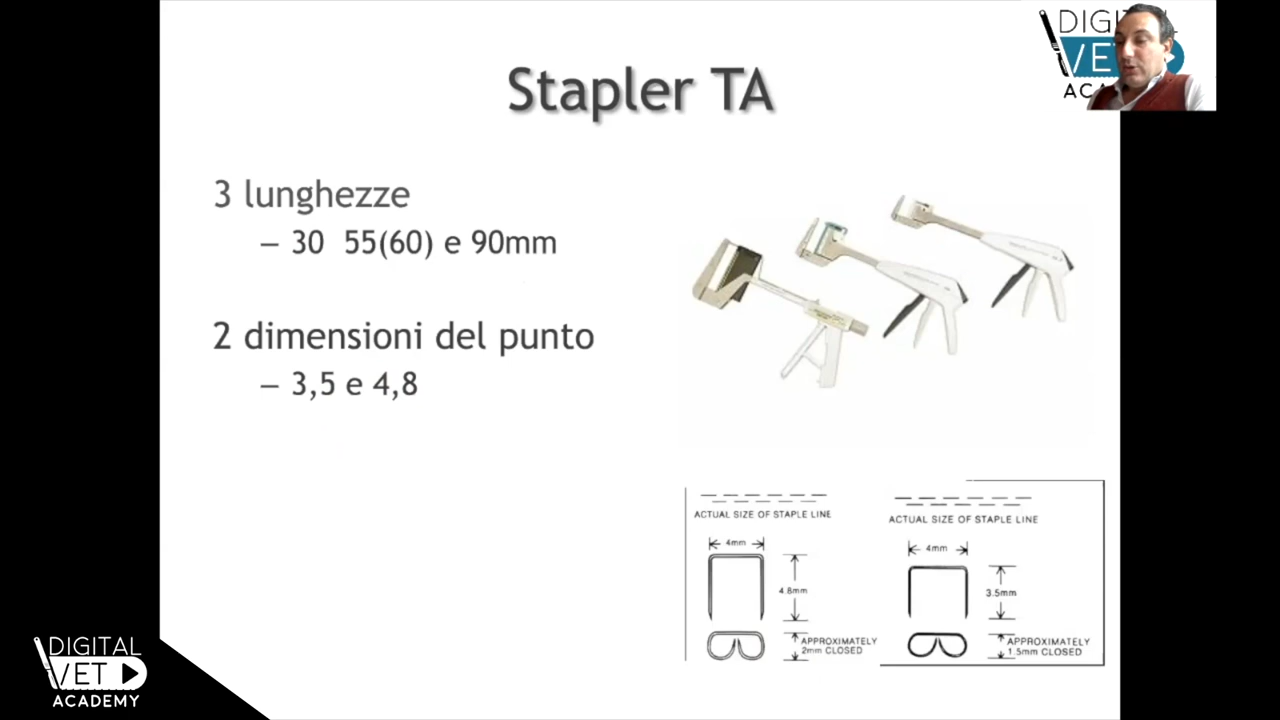 DIGITAL
VET
ACADEMY
Stapler TA
3 lunghezze
– 30 55(60) e 90mm
2 dimensioni del punto
– 3,5 e 4,8
ACTUAL SIZE OF STAPLE LINE
4mm
4.8mm
APPROXIMATELY
2mm CLOSED
ACTUAL SIZE OF STAPLE LINE
4mm
3.5mm
APPROXIMATELY
1.5mm CLOSED
DIGITAL
VET
ACADEMY